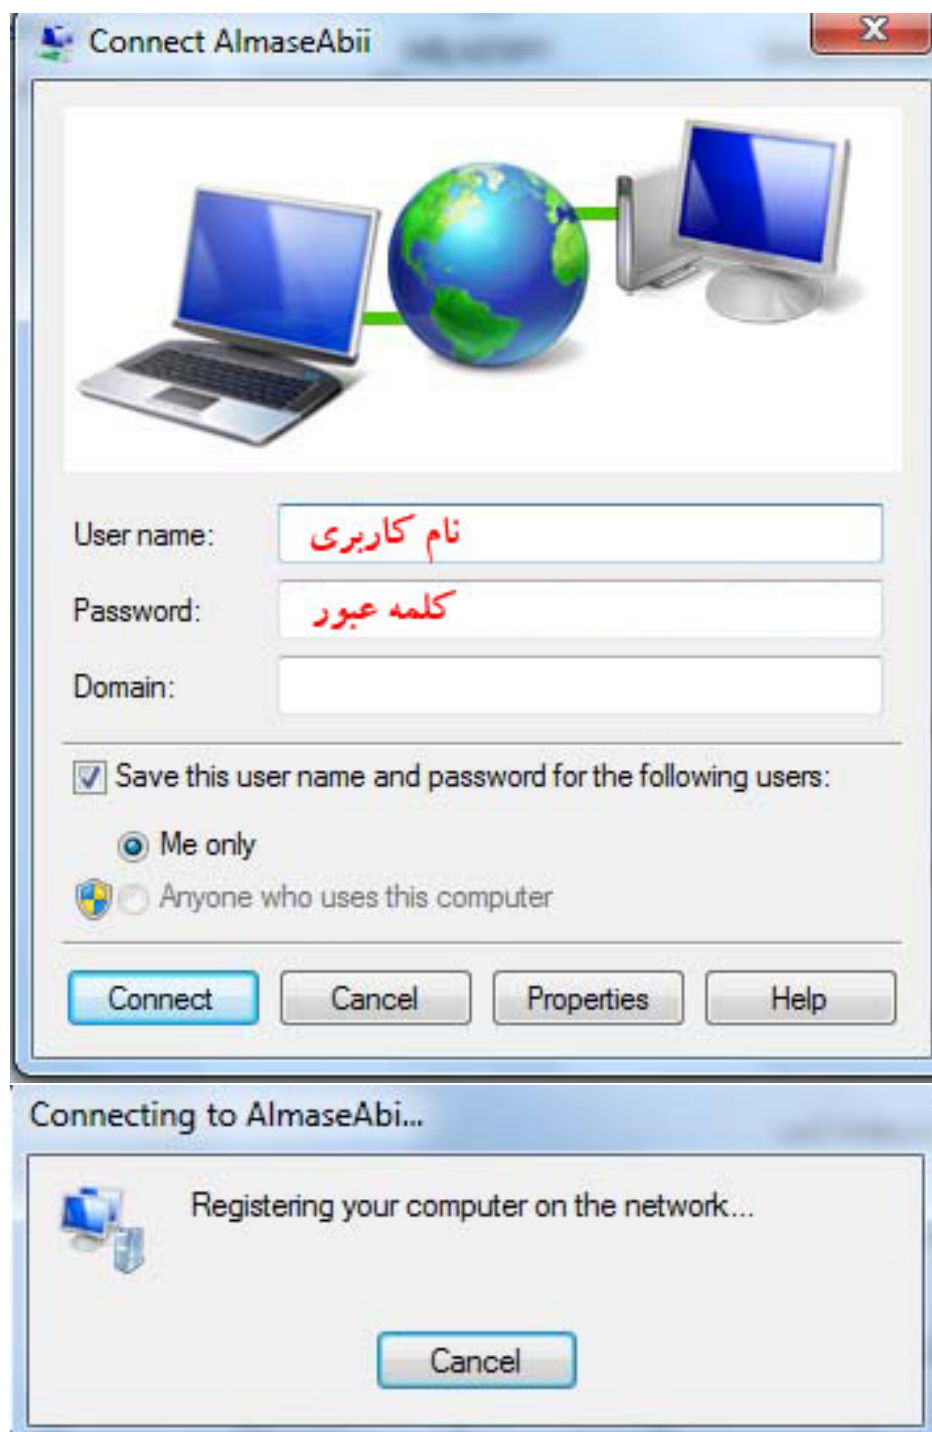 Connect AlmaseAbii
User name: نام کاربری
Password: کلمه عبور
Domain:
Save this user name and password for the following users:
Me only
Anyone who uses this computer
Connect Cancel Properties Help
Connecting to AlmaseAbi...
Registering your computer on the network...
Cancel